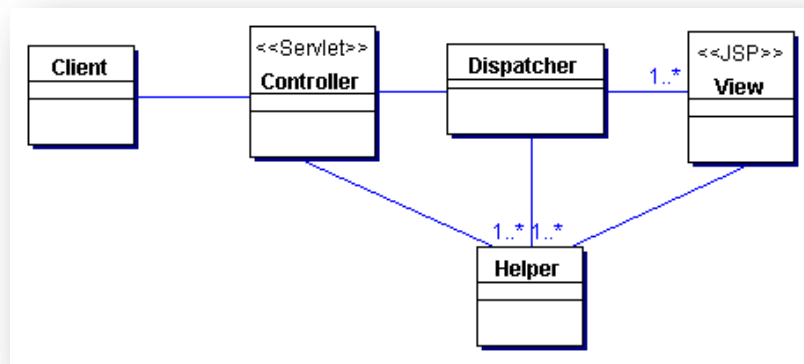 Client
<<Servlet>>
Controller
Dispatcher
1..*
<<JSP>>
View
1..* 1..*
Helper